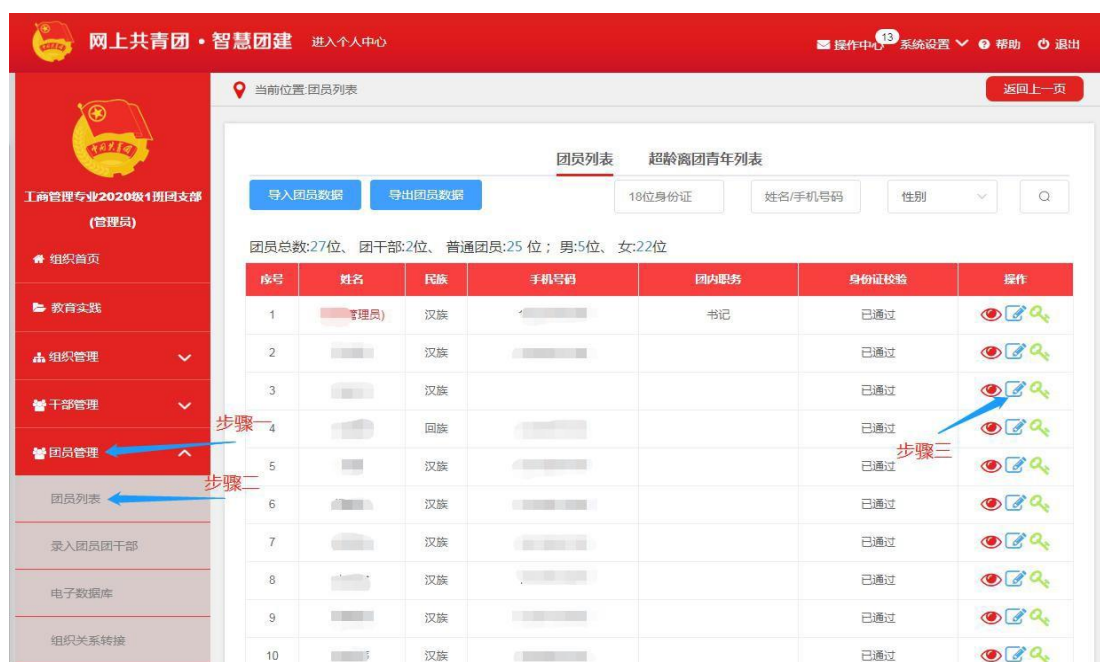 网上共青团·智慧团建 进入个人中心 操作中心 13 系统设置 帮助 退出
当前位置:团员列表 返回上一页
中国共青团
工商管理专业2020级1班团支部
(管理员)
组织首页
教育实践
组织管理
干部管理
团员管理
团员列表
录入团员团干部
电子数据库
组织关系转接
步骤一
步骤二
步骤三
团员列表 超龄离团青年列表
导入团员数据 导出团员数据 18位身份证 姓名/手机号码 性别
团员总数:27位、 团干部:2位、 普通团员:25 位; 男:5位、 女:22位
序号 姓名 民族 手机号码 团内职务 身份证校验 操作
1 管理员) 汉族 书记 已通过
2 汉族 已通过
3 汉族 已通过
4 回族 已通过
5 汉族 已通过
6 汉族 已通过
7 汉族 已通过
8 汉族 已通过
9 汉族 已通过
10 汉族 已通过